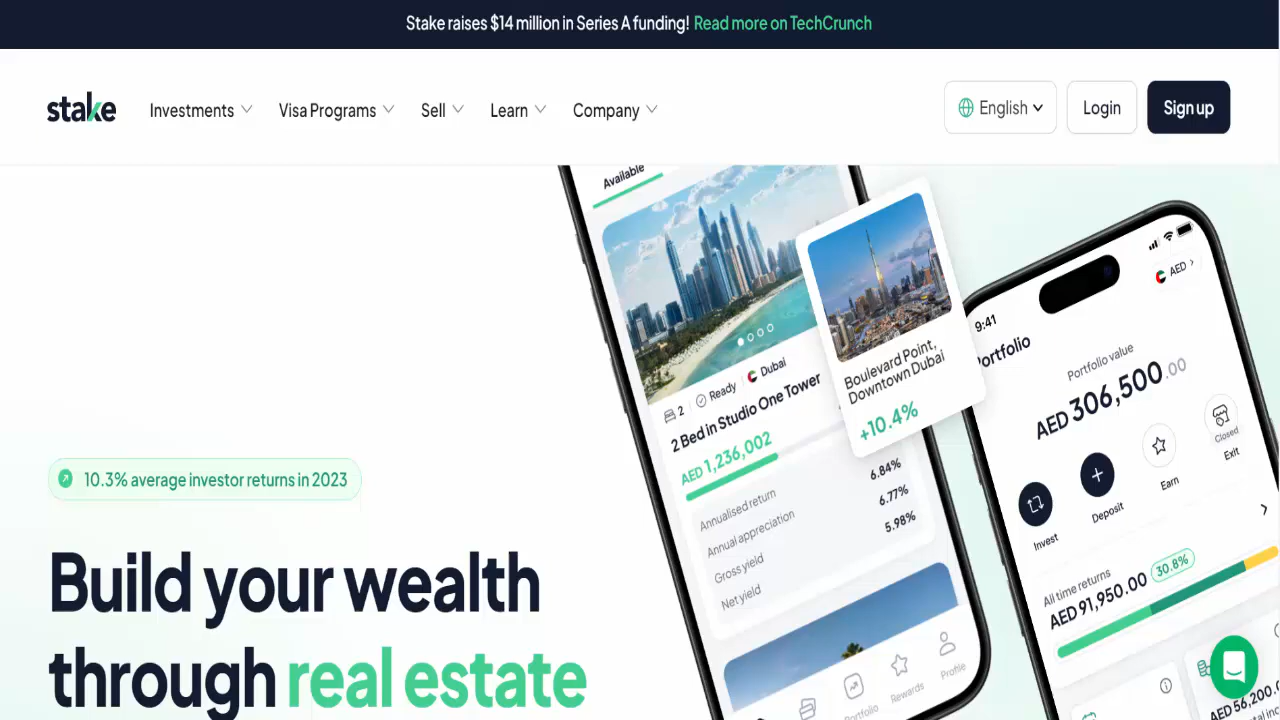 Stake raises $14 million in Series A funding! Read more on TechCrunch
stake
Investments
Visa Programs
Sell
Learn
Company
English
Login
Sign up
10.3% average investor returns in 2023
Build your wealth
through real estate
Available
2
Ready
Dubai
2 Bed in Studio One Tower
AED 1,236,002
Annualised return
Annual appreciation
Gross yield
Net yield
6.84%
6.77%
5.98%
Portfolio
Rewards
Profile
Boulevard Point,
Downtown Dubai
+10.4%
9:41
AED
Portfolio
Portfolio value
AED 306,500.00
Invest
Deposit
Earn
Closed
Exit
All time returns
AED 91,950.00
30.8%
AED 56,200.